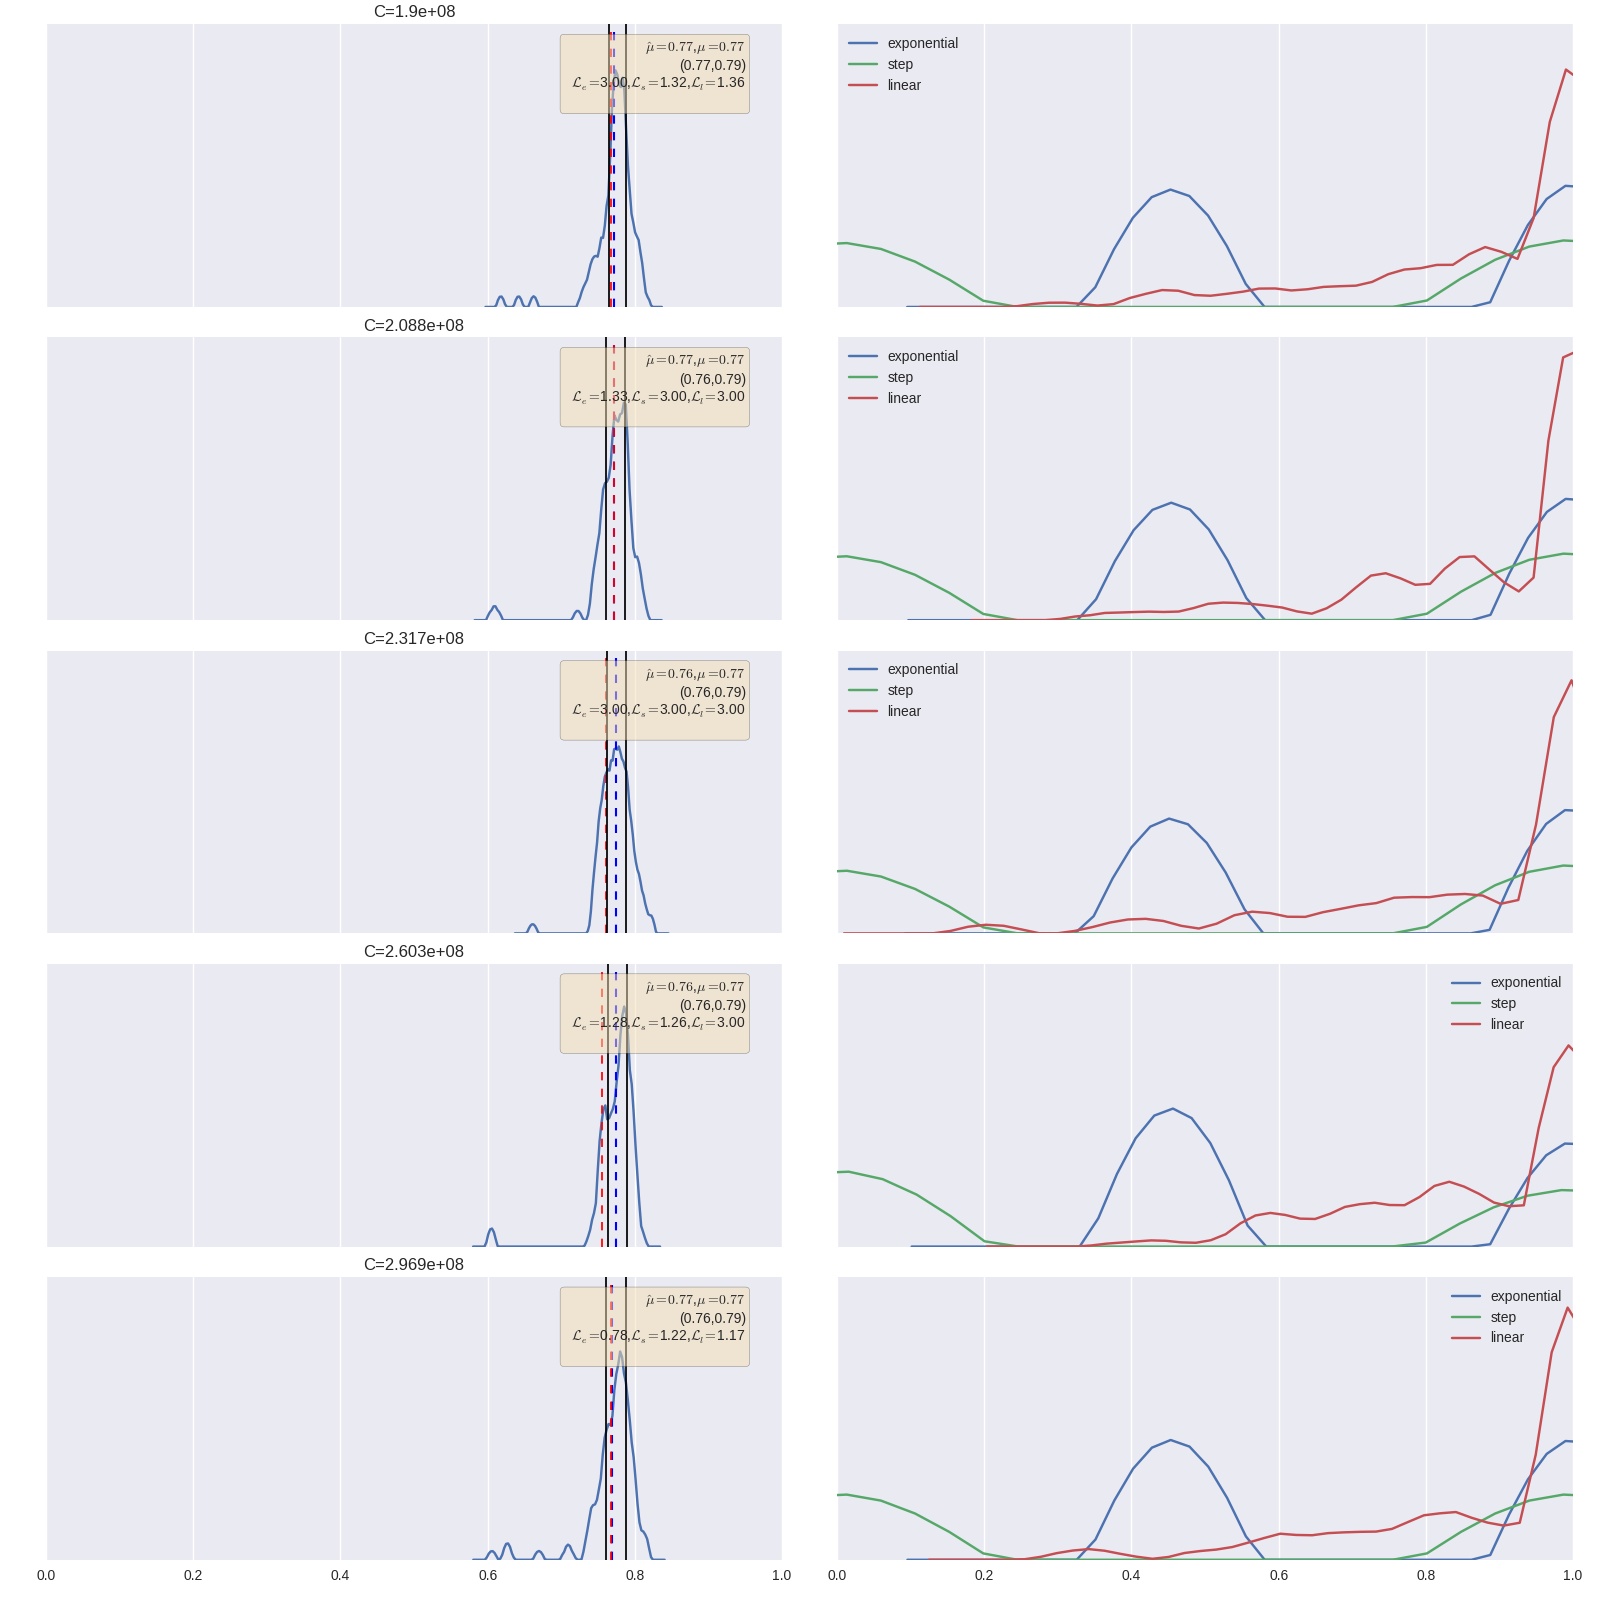 C=1.9e+08
μ̂=0.77,μ=0.77
(0.77,0.79)
ℒₑ=3.00,ℒₛ=1.32,ℒₗ=1.36
exponential
step
linear
C=2.088e+08
μ̂=0.77,μ=0.77
(0.76,0.79)
ℒₑ=1.33,ℒₛ=3.00,ℒₗ=3.00
exponential
step
linear
C=2.317e+08
μ̂=0.76,μ=0.77
(0.76,0.79)
ℒₑ=3.00,ℒₛ=3.00,ℒₗ=3.00
exponential
step
linear
C=2.603e+08
μ̂=0.76,μ=0.77
(0.76,0.79)
ℒₑ=1.28,ℒₛ=1.26,ℒₗ=3.00
exponential
step
linear
C=2.969e+08
μ̂=0.77,μ=0.77
(0.76,0.79)
ℒₑ=0.78,ℒₛ=1.22,ℒₗ=1.17
exponential
step
linear
0.0 0.2 0.4 0.6 0.8 1.0
0.0 0.2 0.4 0.6 0.8 1.0